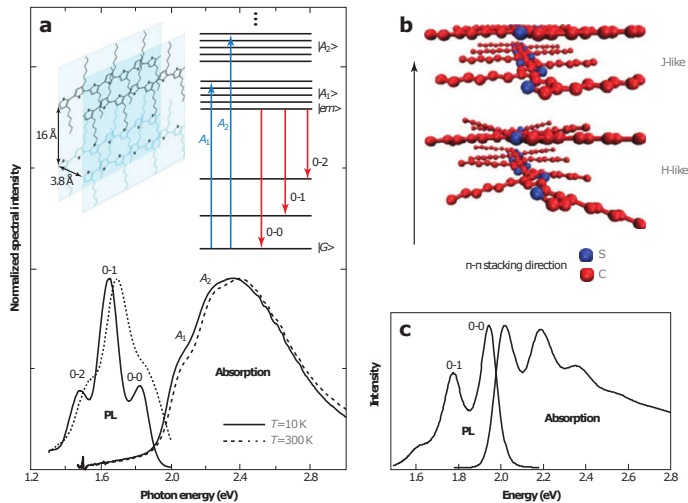 a
Normalized spectral intensity
16 Å
3.8 Å
|A2>
|A1>
|em>
A1
A2
0-2
0-1
0-0
|G>
0-1
0-2
0-0
PL
A2
A1
Absorption
T=10 K
T=300 K
1.2
1.6
2.0
2.4
2.8
Photon energy (eV)
b
J-like
H-like
π-π stacking direction
S
C
c
Intensity
0-0
0-1
PL
Absorption
1.6
1.8
2.0
2.2
2.4
2.6
2.8
Energy (eV)